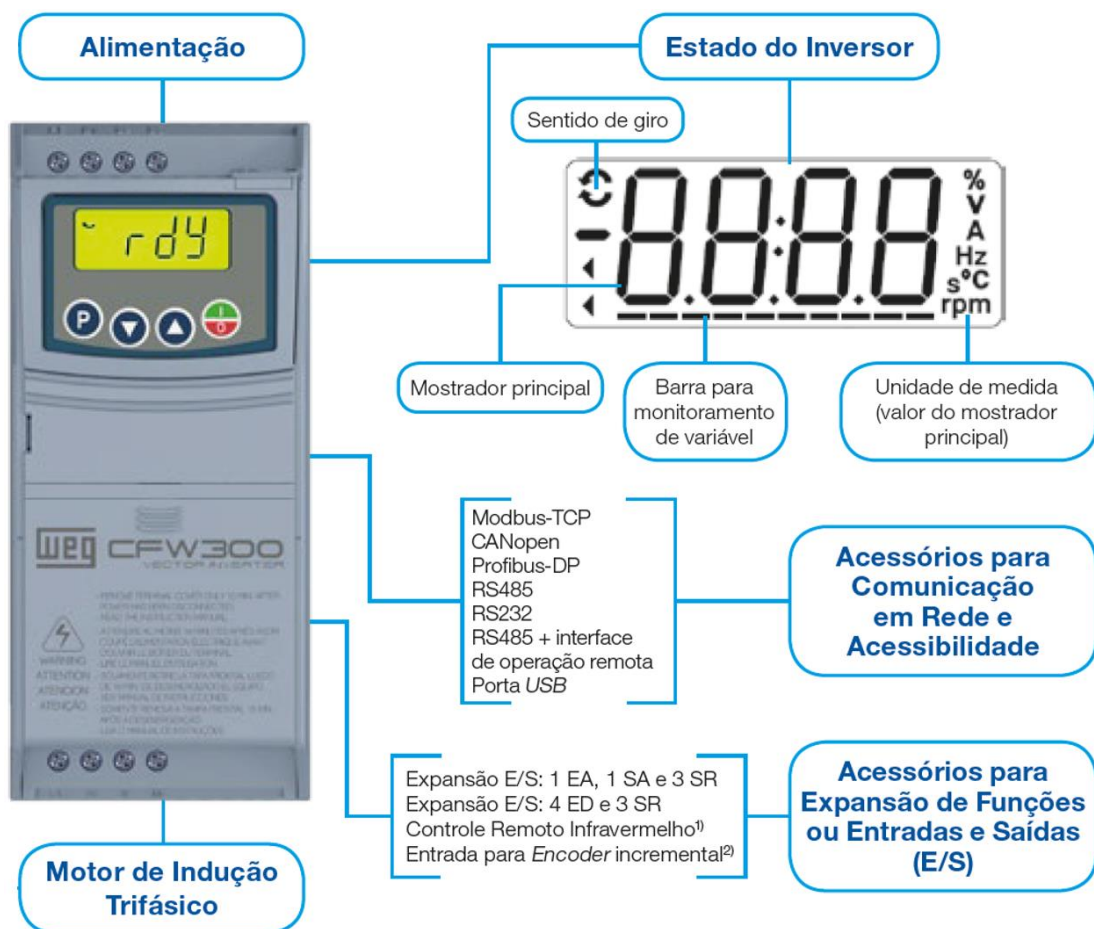 Alimentação
Estado do Inversor
Sentido de giro
rdy
P
I
0
88:88
%
V
A
Hz
s°C
rpm
Mostrador principal
Barra para
monitoramento
de variável
Unidade de medida
(valor do mostrador
principal)
WEG CFW300
VECTOR INVERTER
WARNING
ATTENTION
ATENCION
ATENÇÃO
Modbus-TCP
CANopen
Profibus-DP
RS485
RS232
RS485 + interface
de operação remota
Porta USB
Acessórios para
Comunicação
em Rede e
Acessibilidade
Expansão E/S: 1 EA, 1 SA e 3 SR
Expansão E/S: 4 ED e 3 SR
Controle Remoto Infravermelho¹⁾
Entrada para Encoder incremental²⁾
Acessórios para
Expansão de Funções
ou Entradas e Saídas
(E/S)
Motor de Indução
Trifásico